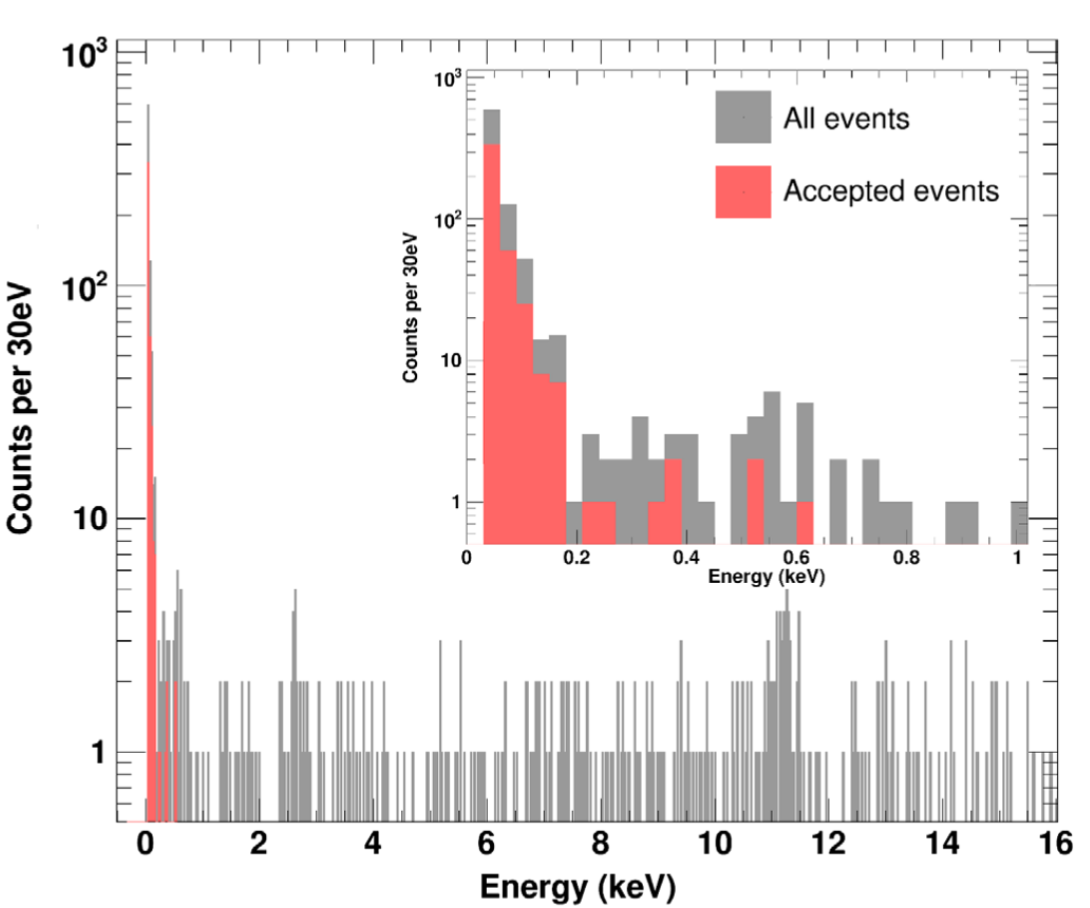 10³
10²
10
1
Counts per 30eV
0 2 4 6 8 10 12 14 16
Energy (keV)
10³
10²
10
1
Counts per 30eV
All events
Accepted events
0 0.2 0.4 0.6 0.8 1
Energy (keV)